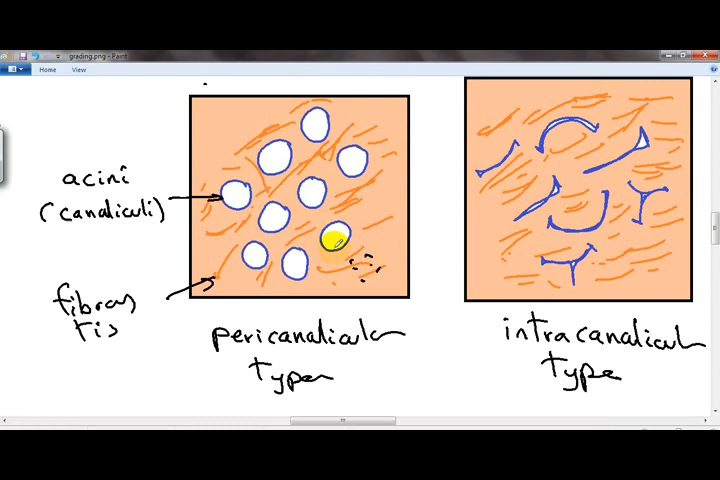 grading.png - Paint
Home View
acini
(canaliculi)
fibrous
tis
pericanalicular
type
intracanalicular
type